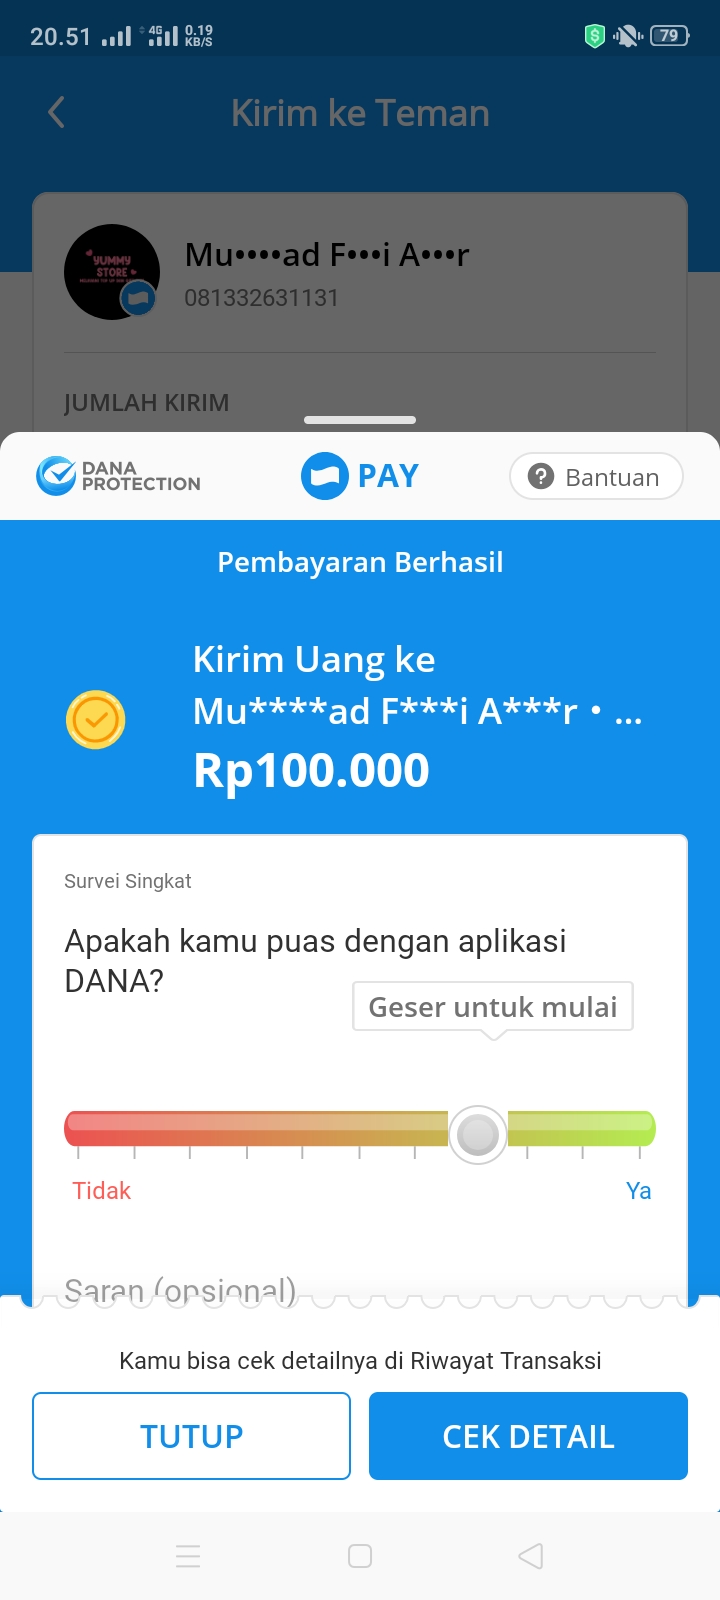 20.51 4G 0.19 KB/S 79
Kirim ke Teman
YUMMY
STORE
Mu••••ad F•••i A•••r
081332631131
JUMLAH KIRIM
DANA PROTECTION PAY Bantuan
Pembayaran Berhasil
Kirim Uang ke
Mu****ad F***i A***r • ...
Rp100.000
Survei Singkat
Apakah kamu puas dengan aplikasi
DANA?
Geser untuk mulai
Tidak Ya
Saran (opsional)
Kamu bisa cek detailnya di Riwayat Transaksi
TUTUP CEK DETAIL